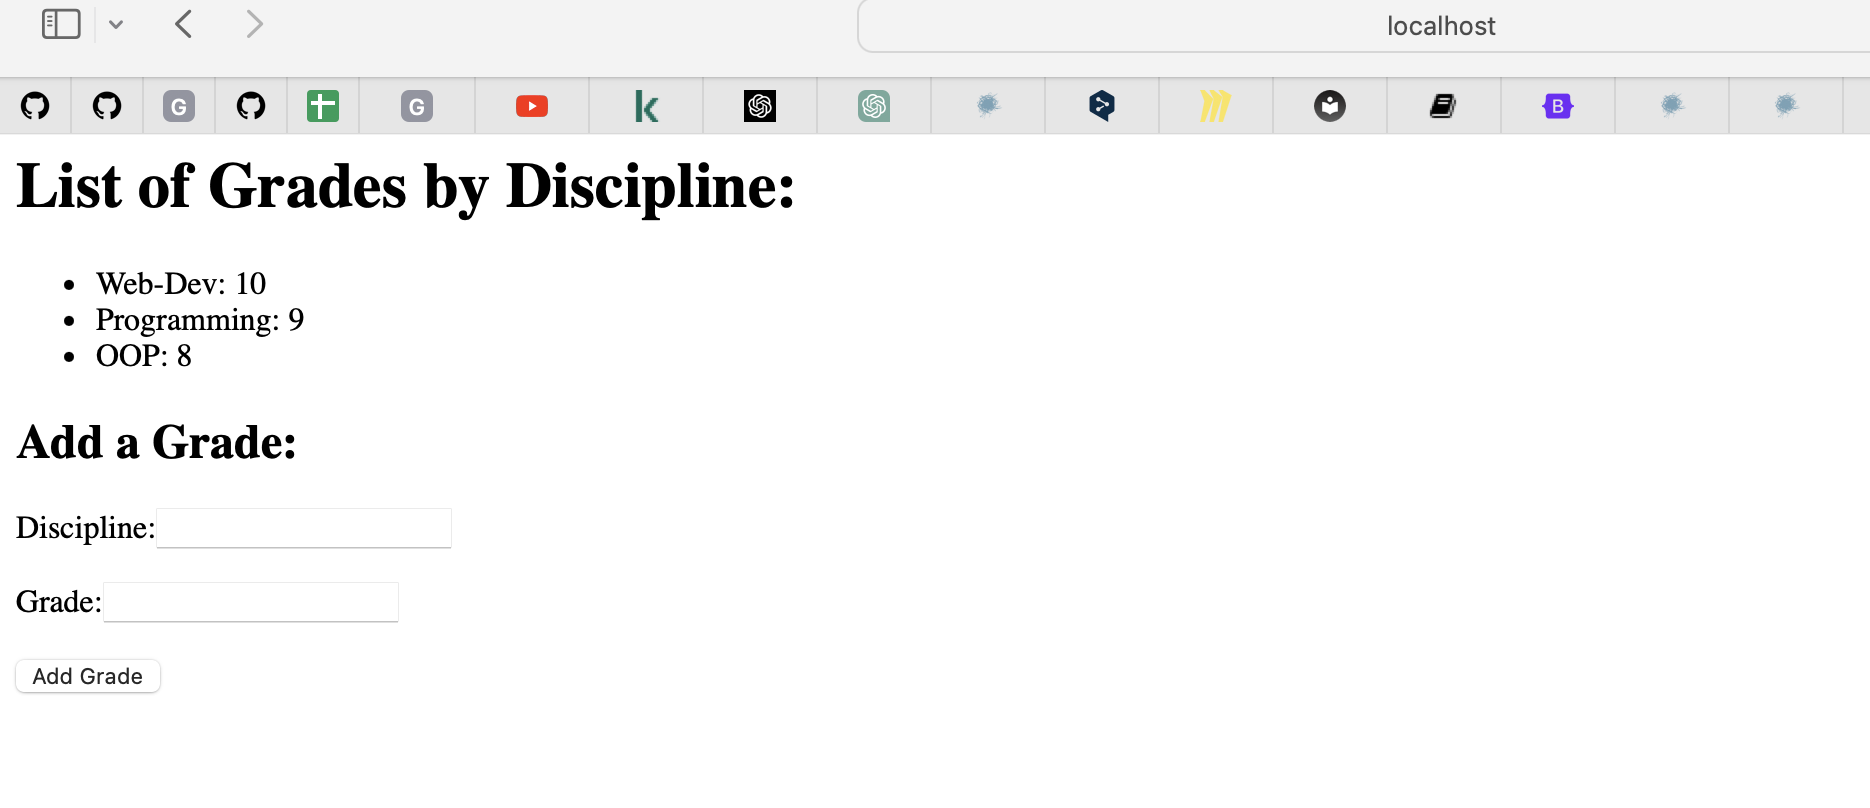 localhost
G
G
B
List of Grades by Discipline:
Web-Dev: 10
Programming: 9
OOP: 8
Add a Grade:
Discipline:
Grade:
Add Grade